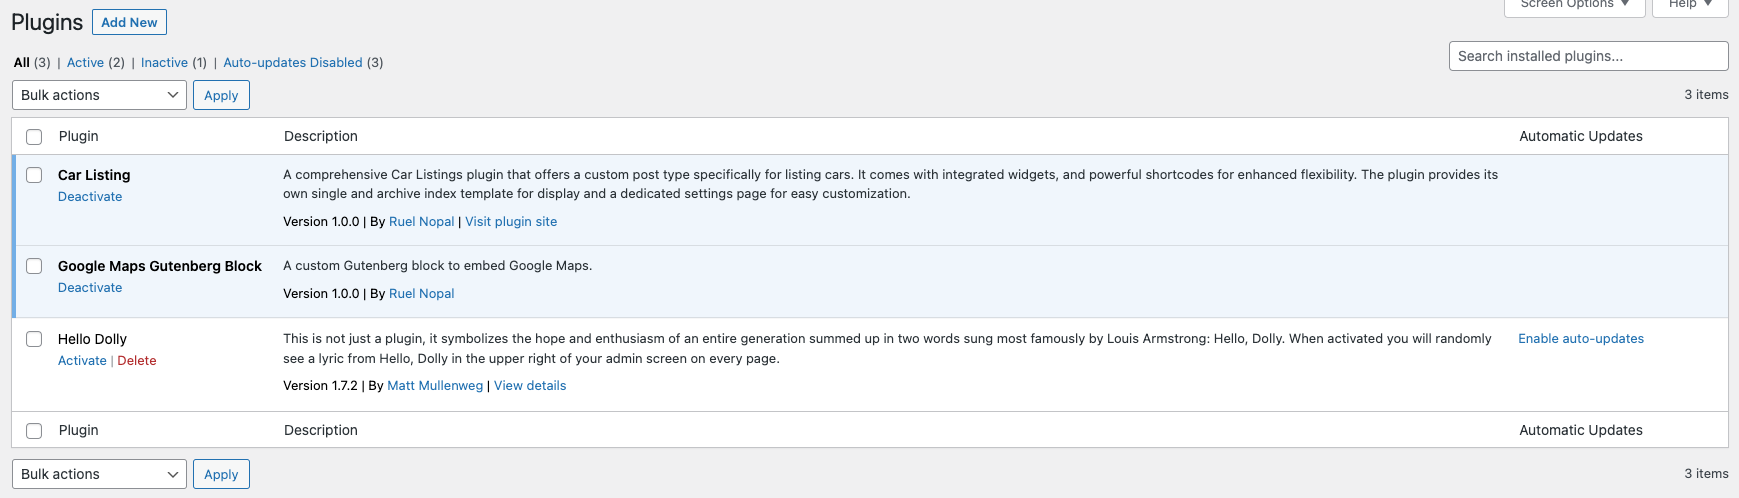 Screen Options ▼
Help ▼
Plugins
Add New
All (3) | Active (2) | Inactive (1) | Auto-updates Disabled (3)
Search installed plugins...
Bulk actions
Apply
3 items
Plugin
Description
Automatic Updates
Car Listing
Deactivate
A comprehensive Car Listings plugin that offers a custom post type specifically for listing cars. It comes with integrated widgets, and powerful shortcodes for enhanced flexibility. The plugin provides its
own single and archive index template for display and a dedicated settings page for easy customization.
Version 1.0.0 | By Ruel Nopal | Visit plugin site
Google Maps Gutenberg Block
Deactivate
A custom Gutenberg block to embed Google Maps.
Version 1.0.0 | By Ruel Nopal
Hello Dolly
Activate | Delete
This is not just a plugin, it symbolizes the hope and enthusiasm of an entire generation summed up in two words sung most famously by Louis Armstrong: Hello, Dolly. When activated you will randomly
see a lyric from Hello, Dolly in the upper right of your admin screen on every page.
Version 1.7.2 | By Matt Mullenweg | View details
Enable auto-updates
Plugin
Description
Automatic Updates
Bulk actions
Apply
3 items